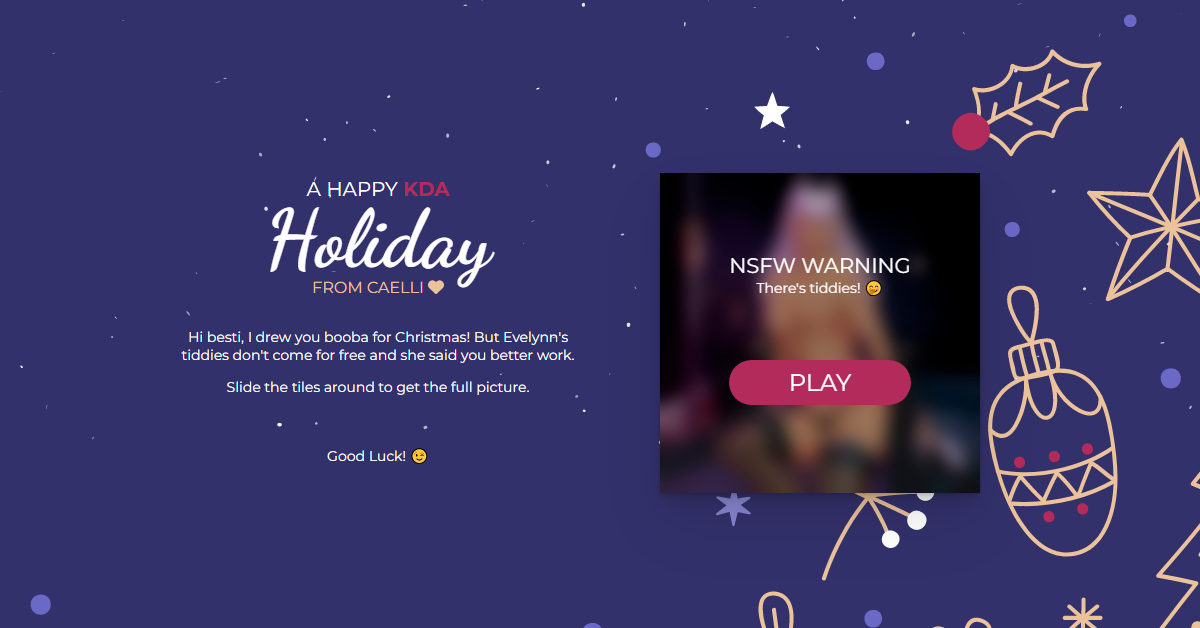 A HAPPY KDA
Holiday
FROM CAELLI
Hi besti, I drew you booba for Christmas! But Evelynn's
tiddies don't come for free and she said you better work.
Slide the tiles around to get the full picture.
Good Luck! 😉
NSFW WARNING
There's tiddies! 🤭
PLAY